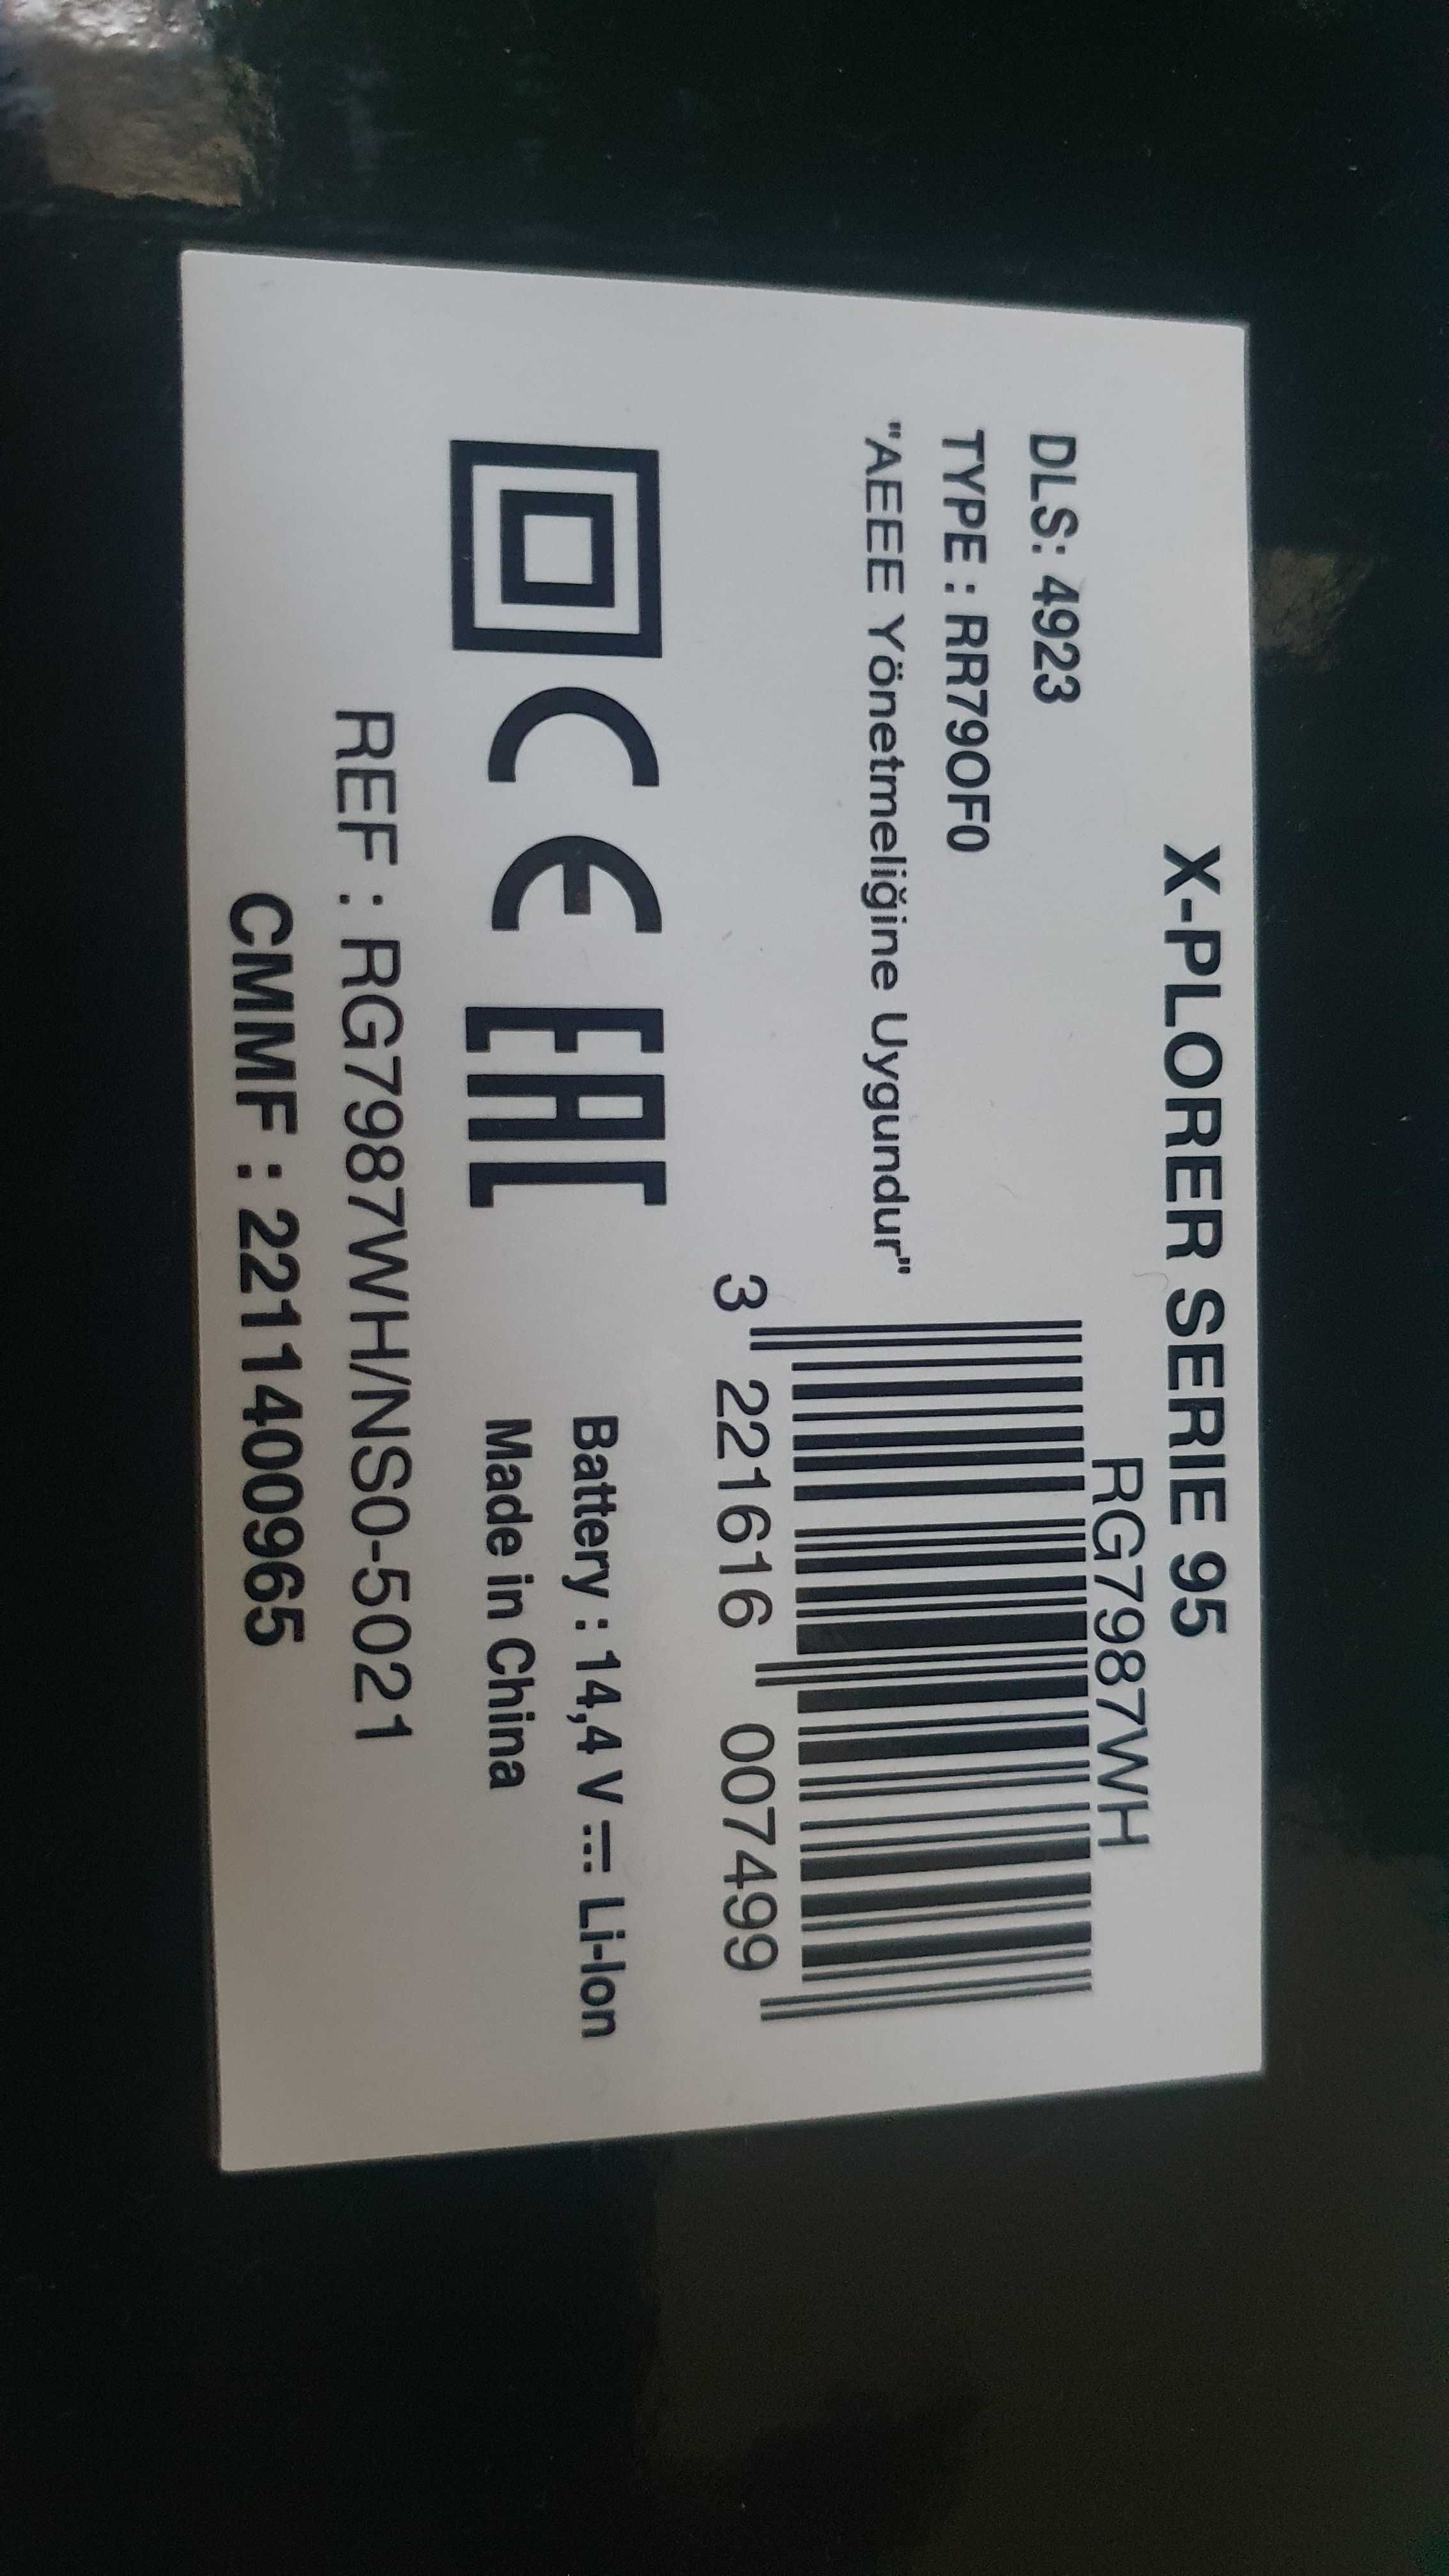 X-PLORER SERIE 95
RG7987WH
DLS: 4923
TYPE : RR79OF0
"AEEE Yönetmeliğine Uygundur"
3 221616 007499
CE EAC
Battery : 14,4 V ⎓ Li-Ion
Made in China
REF : RG7987WH/NS0-5021
CMMF : 2211400965